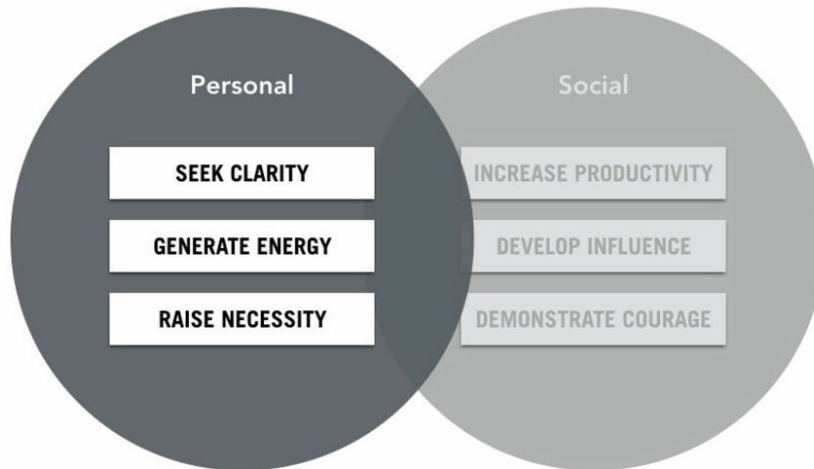 Personal
SEEK CLARITY
GENERATE ENERGY
RAISE NECESSITY
Social
INCREASE PRODUCTIVITY
DEVELOP INFLUENCE
DEMONSTRATE COURAGE